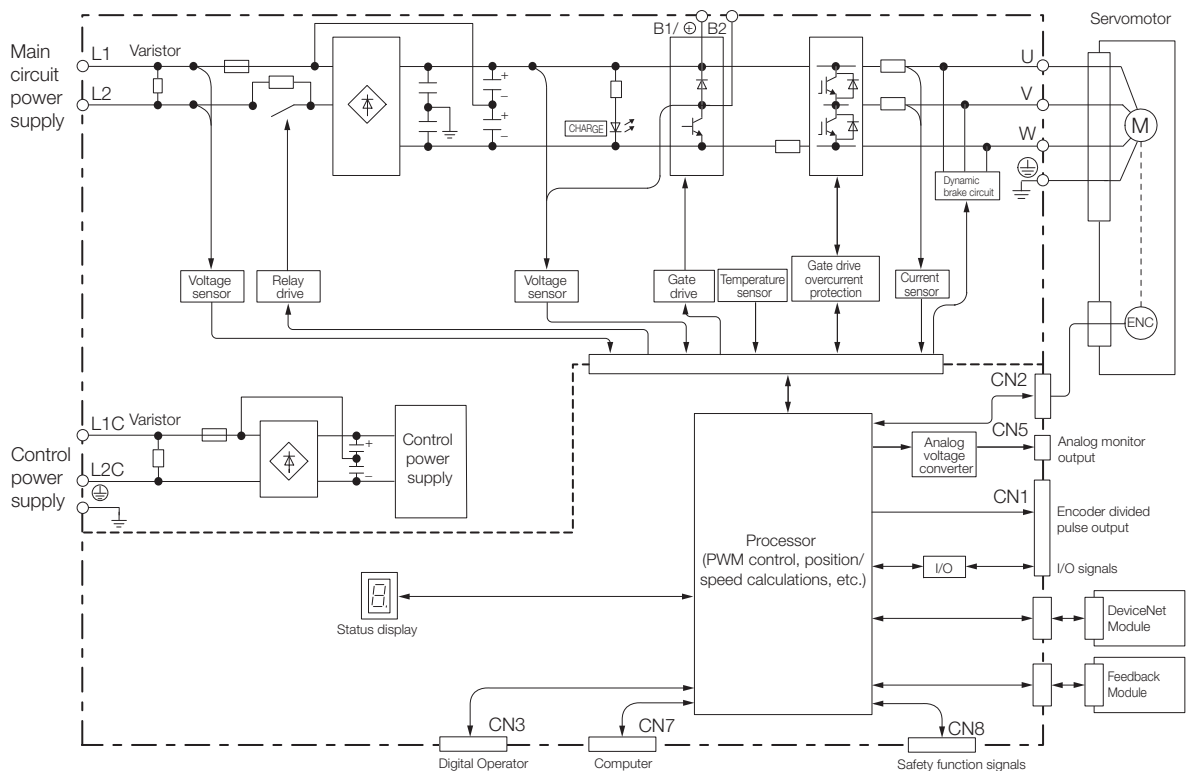 Servomotor
B1/ ⊕ B2
Main
circuit
power
supply
L1
Varistor
L2
CHARGE
U
V
W
M
Dynamic
brake circuit
Voltage
sensor
Relay
drive
Voltage
sensor
Gate
drive
Temperature
sensor
Gate drive
overcurrent
protection
Current
sensor
ENC
CN2
L1C
Varistor
L2C
Control
power
supply
Control
power
supply
CN5
Analog
voltage
converter
Analog monitor
output
CN1
Encoder divided
pulse output
Processor
(PWM control, position/
speed calculations, etc.)
I/O
I/O signals
Status display
DeviceNet
Module
Feedback
Module
CN3
CN7
CN8
Digital Operator
Computer
Safety function signals